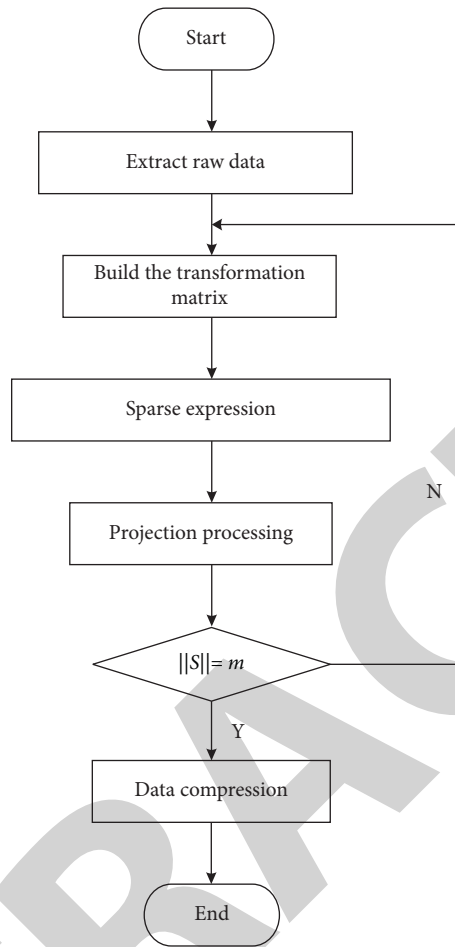 Start
Extract raw data
Build the transformation
matrix
Sparse expression
N
Projection processing
||S||= m
Y
Data compression
End